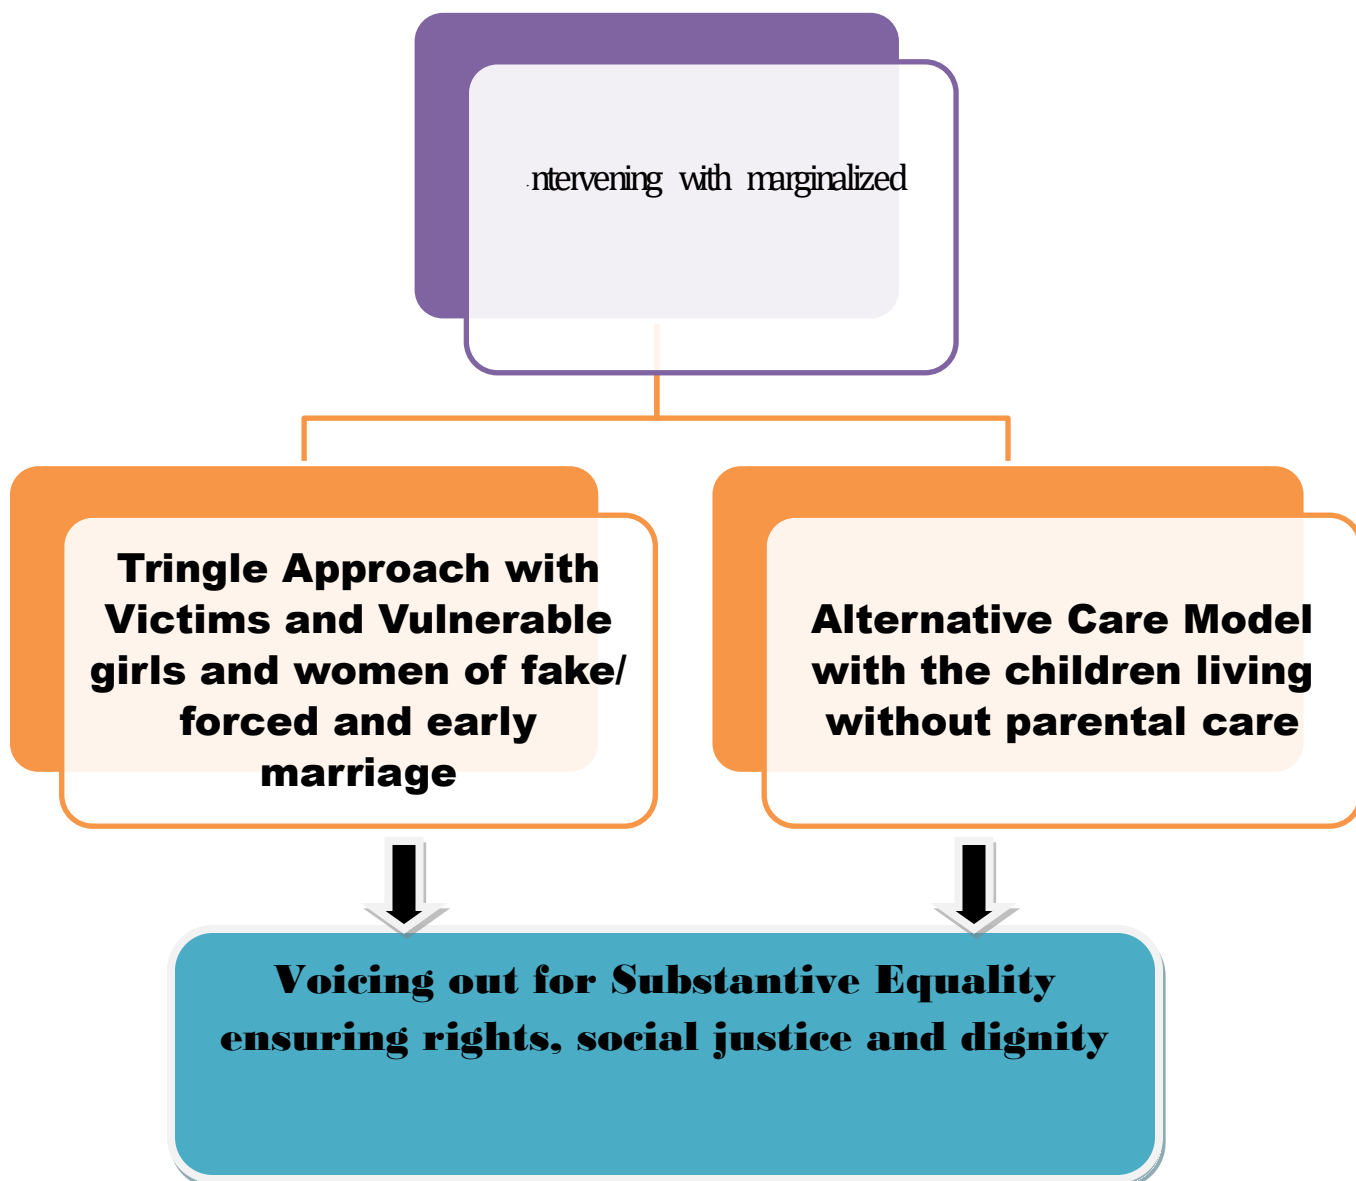 ntervening with marginalized
Tringle Approach with
Victims and Vulnerable
girls and women of fake/
forced and early
marriage
Alternative Care Model
with the children living
without parental care
Voicing out for Substantive Equality
ensuring rights, social justice and dignity